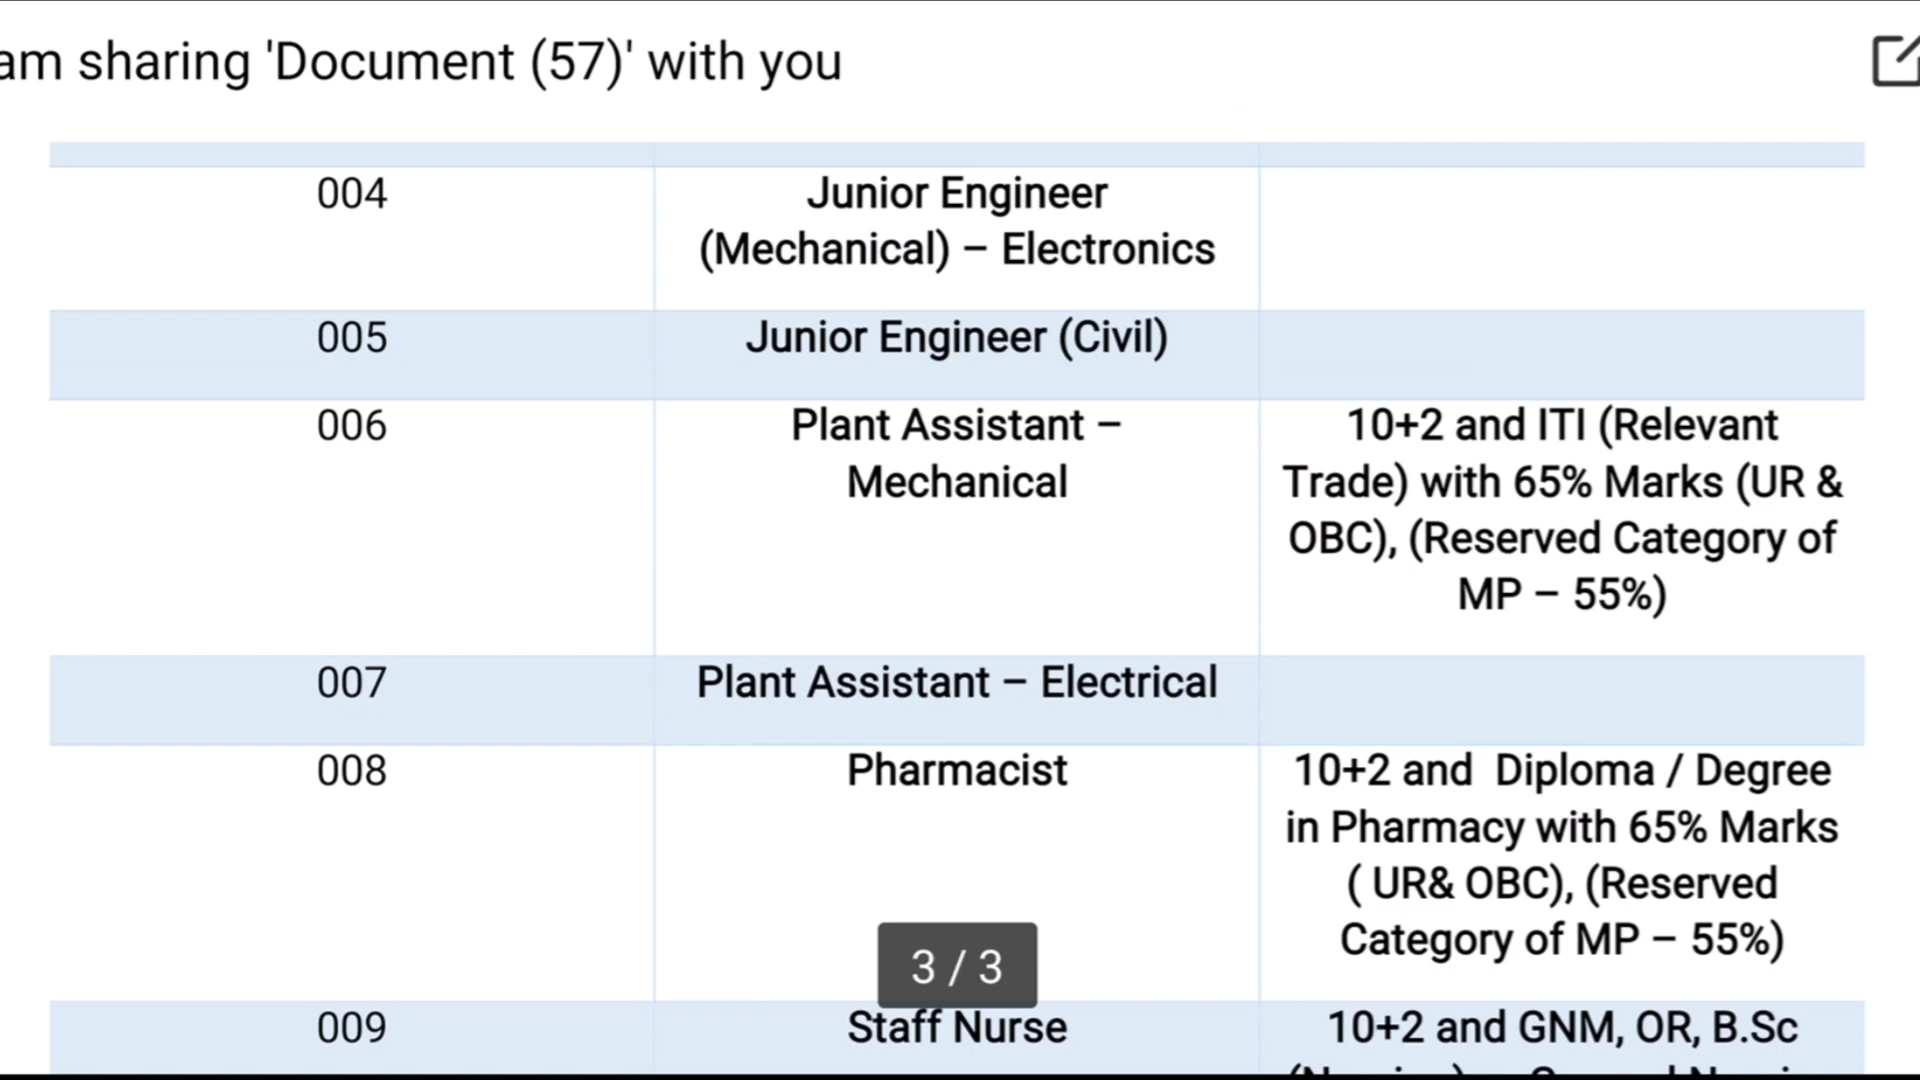 am sharing 'Document (57)' with you
004
Junior Engineer
(Mechanical) – Electronics
005
Junior Engineer (Civil)
006
Plant Assistant –
Mechanical
10+2 and ITI (Relevant
Trade) with 65% Marks (UR &
OBC), (Reserved Category of
MP – 55%)
007
Plant Assistant – Electrical
008
Pharmacist
10+2 and  Diploma / Degree
in Pharmacy with 65% Marks
( UR& OBC), (Reserved
Category of MP – 55%)
3 / 3
009
Staff Nurse
10+2 and GNM, OR, B.Sc